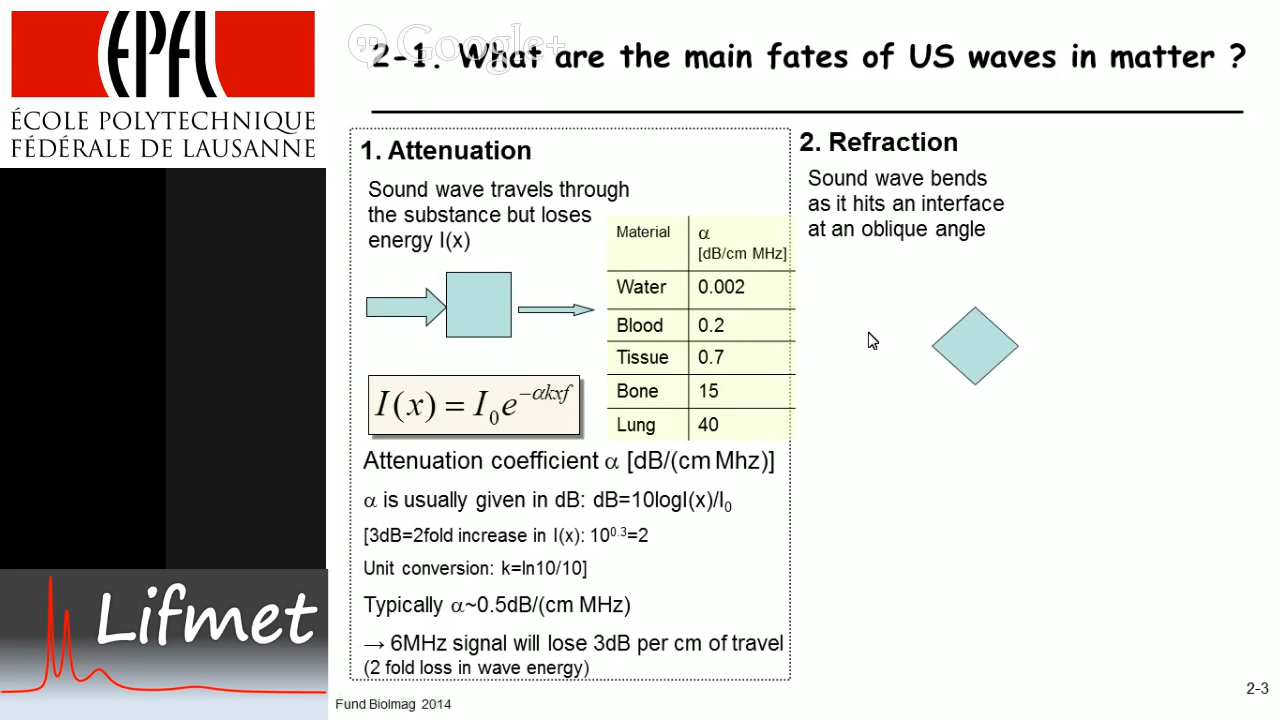 EPFL
ÉCOLE POLYTECHNIQUE
FÉDÉRALE DE LAUSANNE
Google+
2-1. What are the main fates of US waves in matter ?
1. Attenuation
Sound wave travels through
the substance but loses
energy I(x)
Material α
[dB/cm MHz]
Water 0.002
Blood 0.2
Tissue 0.7
Bone 15
Lung 40
I(x) = I₀e^{-αkxf}
Attenuation coefficient α [dB/(cm Mhz)]
α is usually given in dB: dB=10logI(x)/I₀
[3dB=2fold increase in I(x): 10^{0.3}=2
Unit conversion: k=ln10/10]
Typically α~0.5dB/(cm MHz)
→ 6MHz signal will lose 3dB per cm of travel
(2 fold loss in wave energy)
2. Refraction
Sound wave bends
as it hits an interface
at an oblique angle
Lifmet
Fund BioImag 2014
2-3